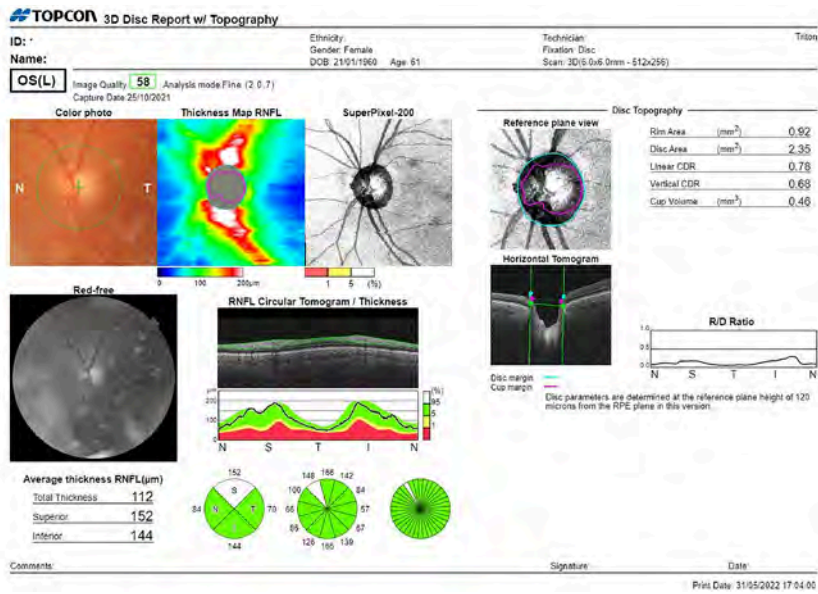 TOPCON 3D Disc Report w/ Topography
ID:
Name:
Ethnicity:
Gender: Female
DOB: 21/01/1960 Age: 61
Technician:
Fixation: Disc
Scan: 3D(6.0x6.0mm - 512x256)
Triton
OS(L)
Image Quality: 58 Analysis mode:Fine (2.0.7)
Capture Date:25/10/2021
Color photo
Thickness Map RNFL
SuperPixel-200
N T
0 100 200μm
1 5 (%)
Red-free
RNFL Circular Tomogram / Thickness
μm
200
100
0
(%)
95
5
1
N S T I N
Average thickness RNFL(μm)
Total Thickness 112
Superior 152
Inferior 144
152
84 70
144
S
N T
148 166 142
100 84
66 57
86 67
126 165 139
Disc Topography
Reference plane view
Rim Area (mm²) 0.92
Disc Area (mm²) 2.35
Linear CDR 0.78
Vertical CDR 0.68
Cup Volume (mm³) 0.46
Horizontal Tomogram
Disc margin
Cup margin
R/D Ratio
1.0
0.5
0.0
N S T I N
Disc parameters are determined at the reference plane height of 120
microns from the RPE plane in this version.
Comments:
Signature:
Date:
Print Date: 31/05/2022 17:04:00